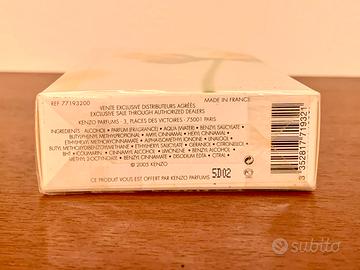 REF 77193200
MADE IN FRANCE
VENTE EXCLUSIVE DISTRIBUTEURS AGRÉÉS
EXCLUSIVE SALE THROUGH AUTHORIZED DEALERS
KENZO PARFUMS - 3, PLACE DES VICTOIRES - 75001 PARIS
INGREDIENTS: ALCOHOL • PARFUM (FRAGRANCE) • AQUA (WATER) • BENZYL SALICYLATE •
BUTYLPHENYL METHYLPROPIONAL • AMYL CINNAMAL • HEXYL CINNAMAL •
ETHYLHEXYL METHOXYCINNAMATE • ALPHA-ISOMETHYL IONONE • LINALOOL •
BUTYL METHOXYDIBENZOYLMETHANE • ETHYLHEXYL SALICYLATE • GERANIOL • CITRONELLOL •
BHT • COUMARIN • CINNAMYL ALCOHOL • LIMONENE • BENZYL ALCOHOL •
METHYL 2-OCTYNOATE • BENZYL CINNAMATE • DISODIUM EDTA • CITRAL •
© 2005 KENZO
CE PRODUIT VOUS EST OFFERT PAR KENZO PARFUMS
5D02
3 352817 719321
subito